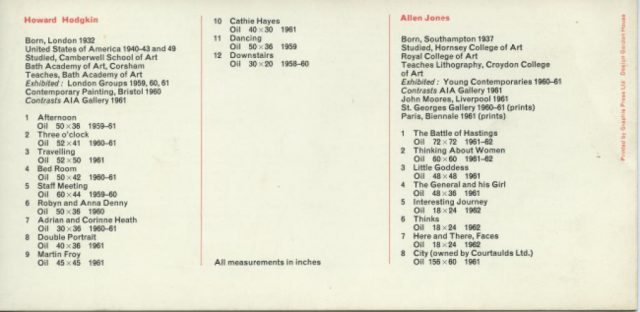 Howard Hodgkin
Born, London 1932
United States of America 1940-43 and 49
Studied, Camberwell School of Art
Bath Academy of Art, Corsham
Teaches, Bath Academy of Art
Exhibited: London Groups 1959, 60, 61
Contemporary Painting, Bristol 1960
Contrasts AIA Gallery 1961
1 Afternoon
Oil 50×36 1959–61
2 Three o'clock
Oil 52×41 1960–61
3 Travelling
Oil 52×50 1961
4 Bed Room
Oil 50×42 1960–61
5 Staff Meeting
Oil 60×44 1959–60
6 Robyn and Anna Denny
Oil 50×36 1960
7 Adrian and Corinne Heath
Oil 30×36 1960–61
8 Double Portrait
Oil 40×36 1961
9 Martin Froy
Oil 45×45 1961
10 Cathie Hayes
Oil 40×30 1961
11 Dancing
Oil 50×36 1959
12 Downstairs
Oil 30×20 1958–60
All measurements in inches
Allen Jones
Born, Southampton 1937
Studied, Hornsey College of Art
Royal College of Art
Teaches Lithography, Croydon College
of Art
Exhibited: Young Contemporaries 1960–61
Contrasts AIA Gallery 1961
John Moores, Liverpool 1961
St. Georges Gallery 1960–61 (prints)
Paris, Biennale 1961 (prints)
1 The Battle of Hastings
Oil 72×72 1961–62
2 Thinking About Women
Oil 60×60 1961–62
3 Little Goddess
Oil 48×48 1961
4 The General and his Girl
Oil 48×36 1961
5 Interesting Journey
Oil 18×24 1962
6 Thinks
Oil 18×24 1962
7 Here and There, Faces
Oil 18×24 1962
8 City (owned by Courtaulds Ltd.)
Oil 156×60 1961
Printed by Graphis Press Ltd Design Gordon House